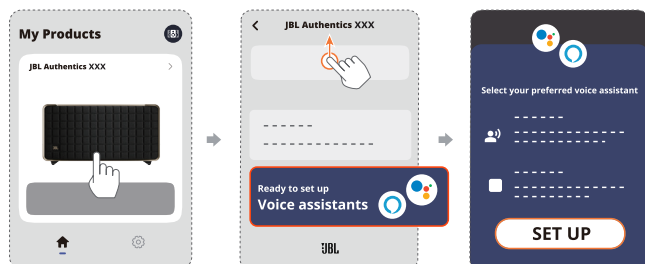 My Products
JBL Authentics XXX
JBL Authentics XXX
Ready to set up
Voice assistants
JBL
Select your preferred voice assistant
SET UP